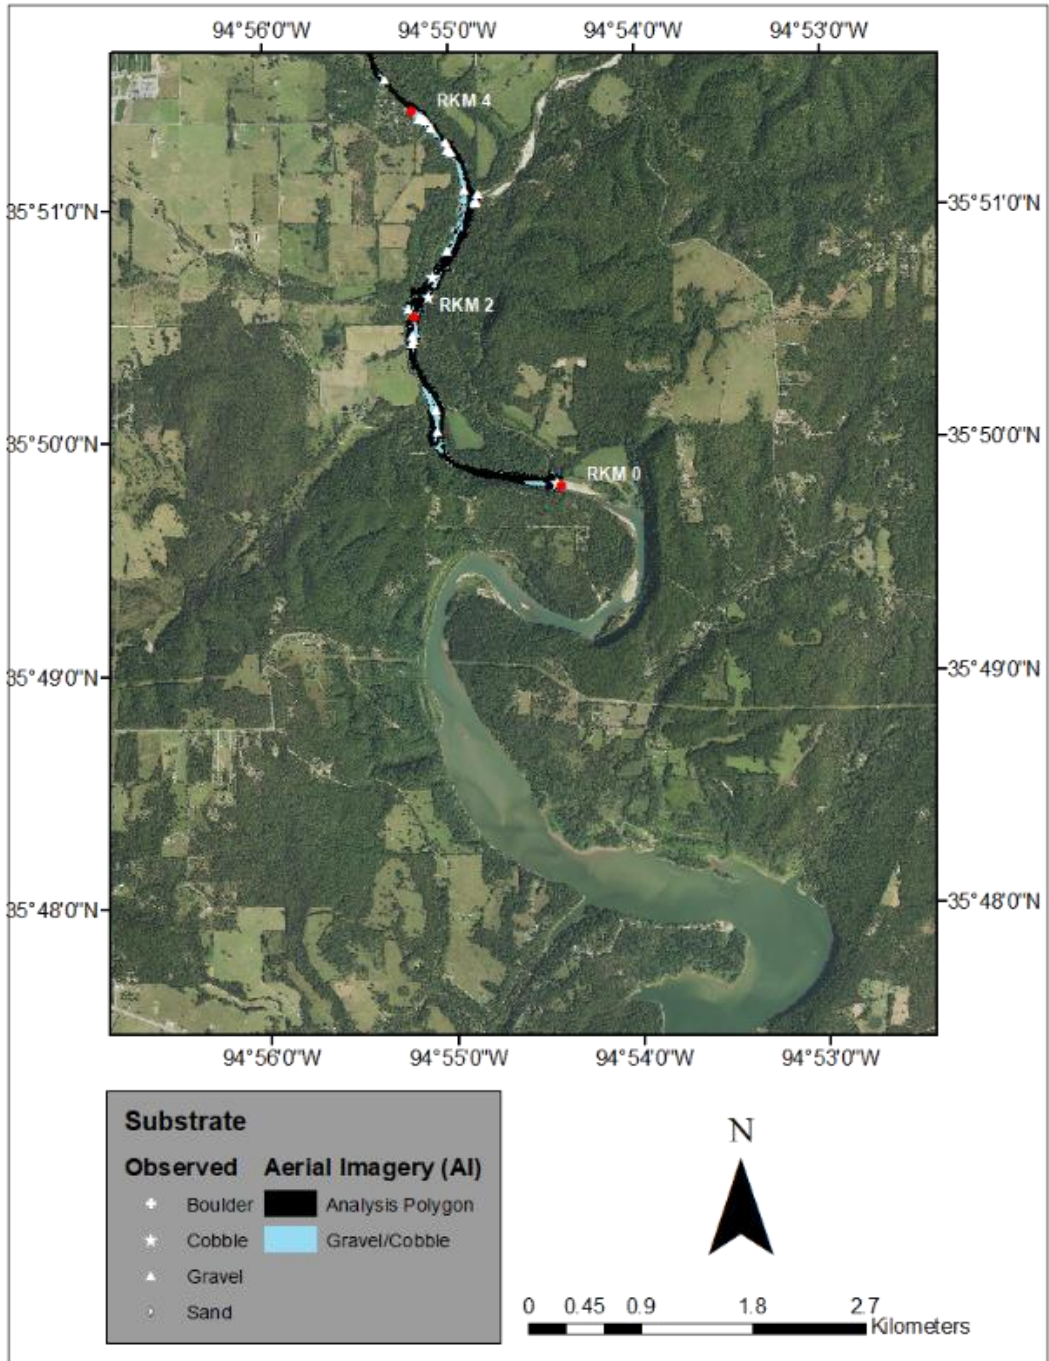 94°56'0"W 94°55'0"W 94°54'0"W 94°53'0"W
RKM 4
35°51'0"N 35°51'0"N
RKM 2
35°50'0"N 35°50'0"N
RKM 0
35°49'0"N 35°49'0"N
35°48'0"N 35°48'0"N
94°56'0"W 94°55'0"W 94°54'0"W 94°53'0"W
Substrate
Observed Aerial Imagery (AI)
Boulder Analysis Polygon
Cobble Gravel/Cobble
Gravel
Sand
N
0 0.45 0.9 1.8 2.7
Kilometers